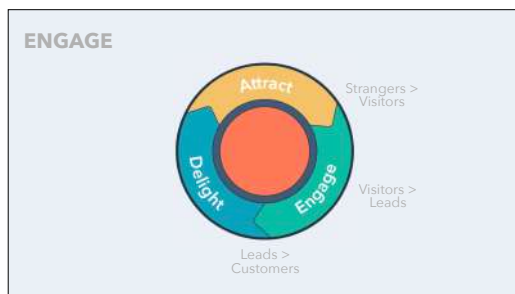 ENGAGE
Attract
Strangers >
Visitors
Delight
Engage
Visitors >
Leads
Leads >
Customers